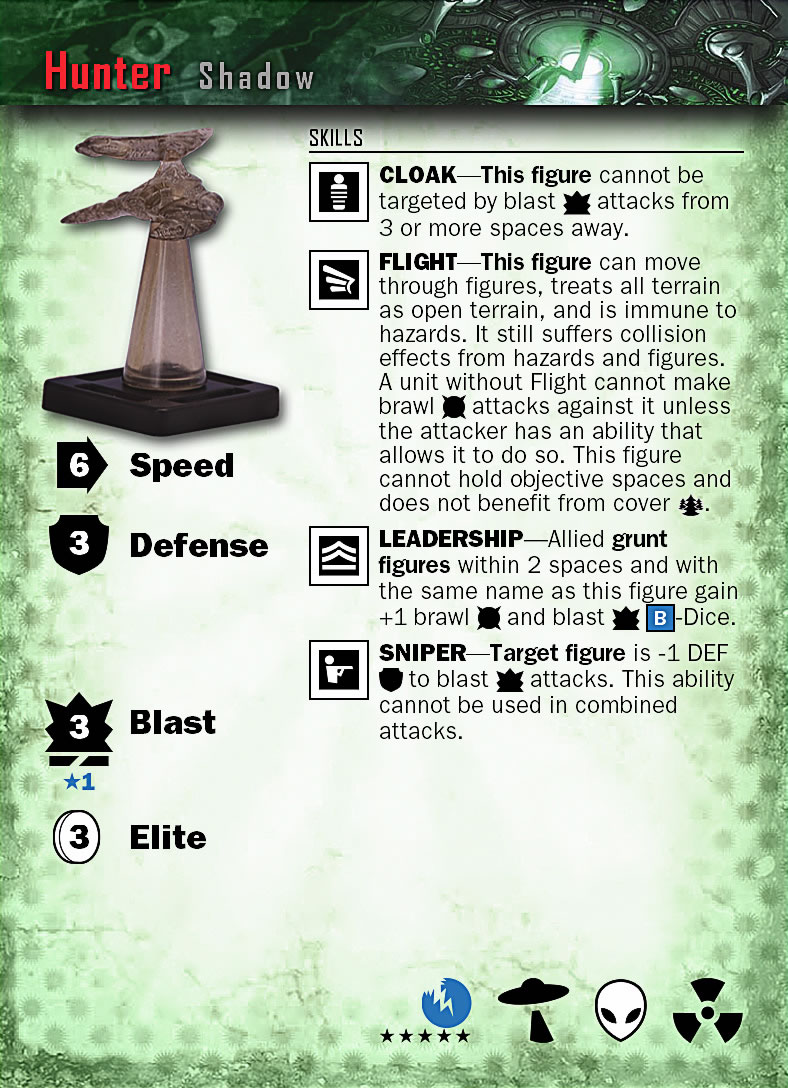 Hunter Shadow
SKILLS
CLOAK—This figure cannot be
targeted by blast attacks from
3 or more spaces away.
FLIGHT—This figure can move
through figures, treats all terrain
as open terrain, and is immune to
hazards. It still suffers collision
effects from hazards and figures.
A unit without Flight cannot make
brawl attacks against it unless
the attacker has an ability that
allows it to do so. This figure
cannot hold objective spaces and
does not benefit from cover .
LEADERSHIP—Allied grunt
figures within 2 spaces and with
the same name as this figure gain
+1 brawl and blast B-Dice.
SNIPER—Target figure is -1 DEF
to blast attacks. This ability
cannot be used in combined
attacks.
6 Speed
3 Defense
3 Blast
★1
3 Elite
★★★★★